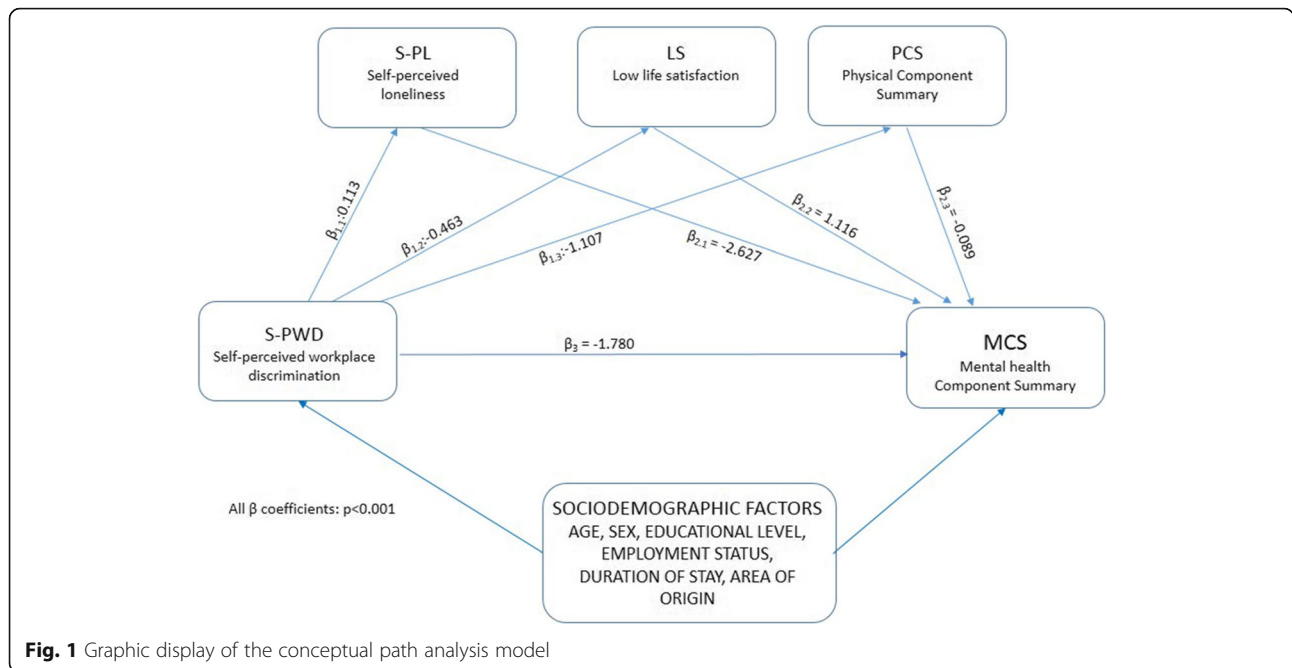 S-PL
Self-perceived
loneliness
LS
Low life satisfaction
PCS
Physical Component
Summary
β1.1:0.113
β1.2:-0.463
β1.3:-1.107
β2.1 = -2.627
β2.2 = 1.116
β2.3 = -0.089
S-PWD
Self-perceived workplace
discrimination
β3 = -1.780
MCS
Mental health
Component Summary
All β coefficients: p<0.001
SOCIODEMOGRAPHIC FACTORS
AGE, SEX, EDUCATIONAL LEVEL,
EMPLOYMENT STATUS,
DURATION OF STAY, AREA OF
ORIGIN
Fig. 1 Graphic display of the conceptual path analysis model